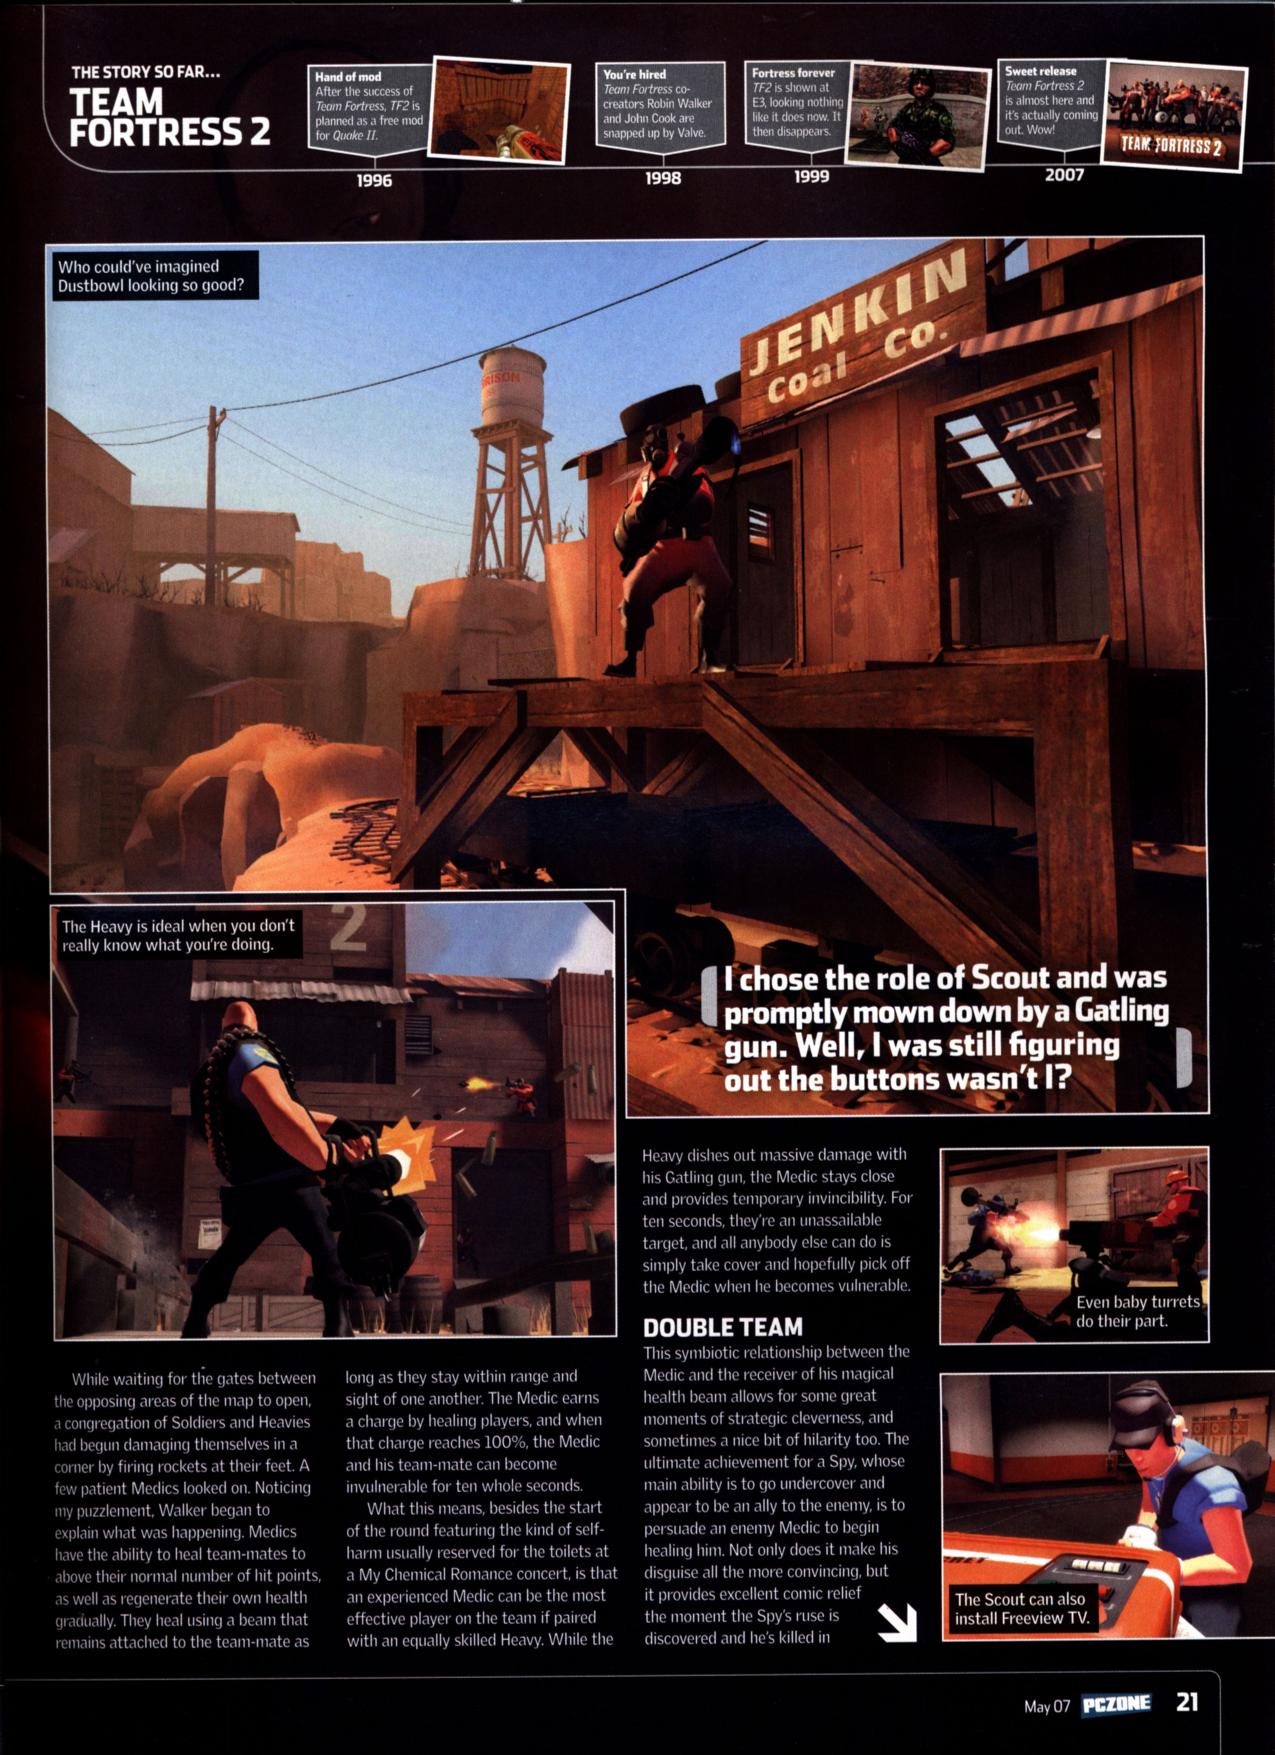 THE STORY SO FAR...
TEAM
FORTRESS 2
Hand of mod
After the success of
Team Fortress, TF2 is
planned as a free mod
for Quake II.
1996
You're hired
Team Fortress co-
creators Robin Walker
and John Cook are
snapped up by Valve.
1998
Fortress forever
TF2 is shown at
E3, looking nothing
like it does now. It
then disappears.
1999
Sweet release
Team Fortress 2
is almost here and
it's actually coming
out. Wow!
2007
TEAM FORTRESS 2
Who could've imagined
Dustbowl looking so good?
JENKIN
Coal Co.
The Heavy is ideal when you don't
really know what you're doing.
2
I chose the role of Scout and was
promptly mown down by a Gatling
gun. Well, I was still figuring
out the buttons wasn't I?
While waiting for the gates between
the opposing areas of the map to open,
a congregation of Soldiers and Heavies
had begun damaging themselves in a
corner by firing rockets at their feet. A
few patient Medics looked on. Noticing
my puzzlement, Walker began to
explain what was happening. Medics
have the ability to heal team-mates to
above their normal number of hit points,
as well as regenerate their own health
gradually. They heal using a beam that
remains attached to the team-mate as
long as they stay within range and
sight of one another. The Medic earns
a charge by healing players, and when
that charge reaches 100%, the Medic
and his team-mate can become
invulnerable for ten whole seconds.
What this means, besides the start
of the round featuring the kind of self-
harm usually reserved for the toilets at
a My Chemical Romance concert, is that
an experienced Medic can be the most
effective player on the team if paired
with an equally skilled Heavy. While the
Heavy dishes out massive damage with
his Gatling gun, the Medic stays close
and provides temporary invincibility. For
ten seconds, they're an unassailable
target, and all anybody else can do is
simply take cover and hopefully pick off
the Medic when he becomes vulnerable.
DOUBLE TEAM
This symbiotic relationship between the
Medic and the receiver of his magical
health beam allows for some great
moments of strategic cleverness, and
sometimes a nice bit of hilarity too. The
ultimate achievement for a Spy, whose
main ability is to go undercover and
appear to be an ally to the enemy, is to
persuade an enemy Medic to begin
healing him. Not only does it make his
disguise all the more convincing, but
it provides excellent comic relief
the moment the Spy's ruse is
discovered and he's killed in
Even baby turrets
do their part.
The Scout can also
install Freeview TV.
May 07 PCZONE 21